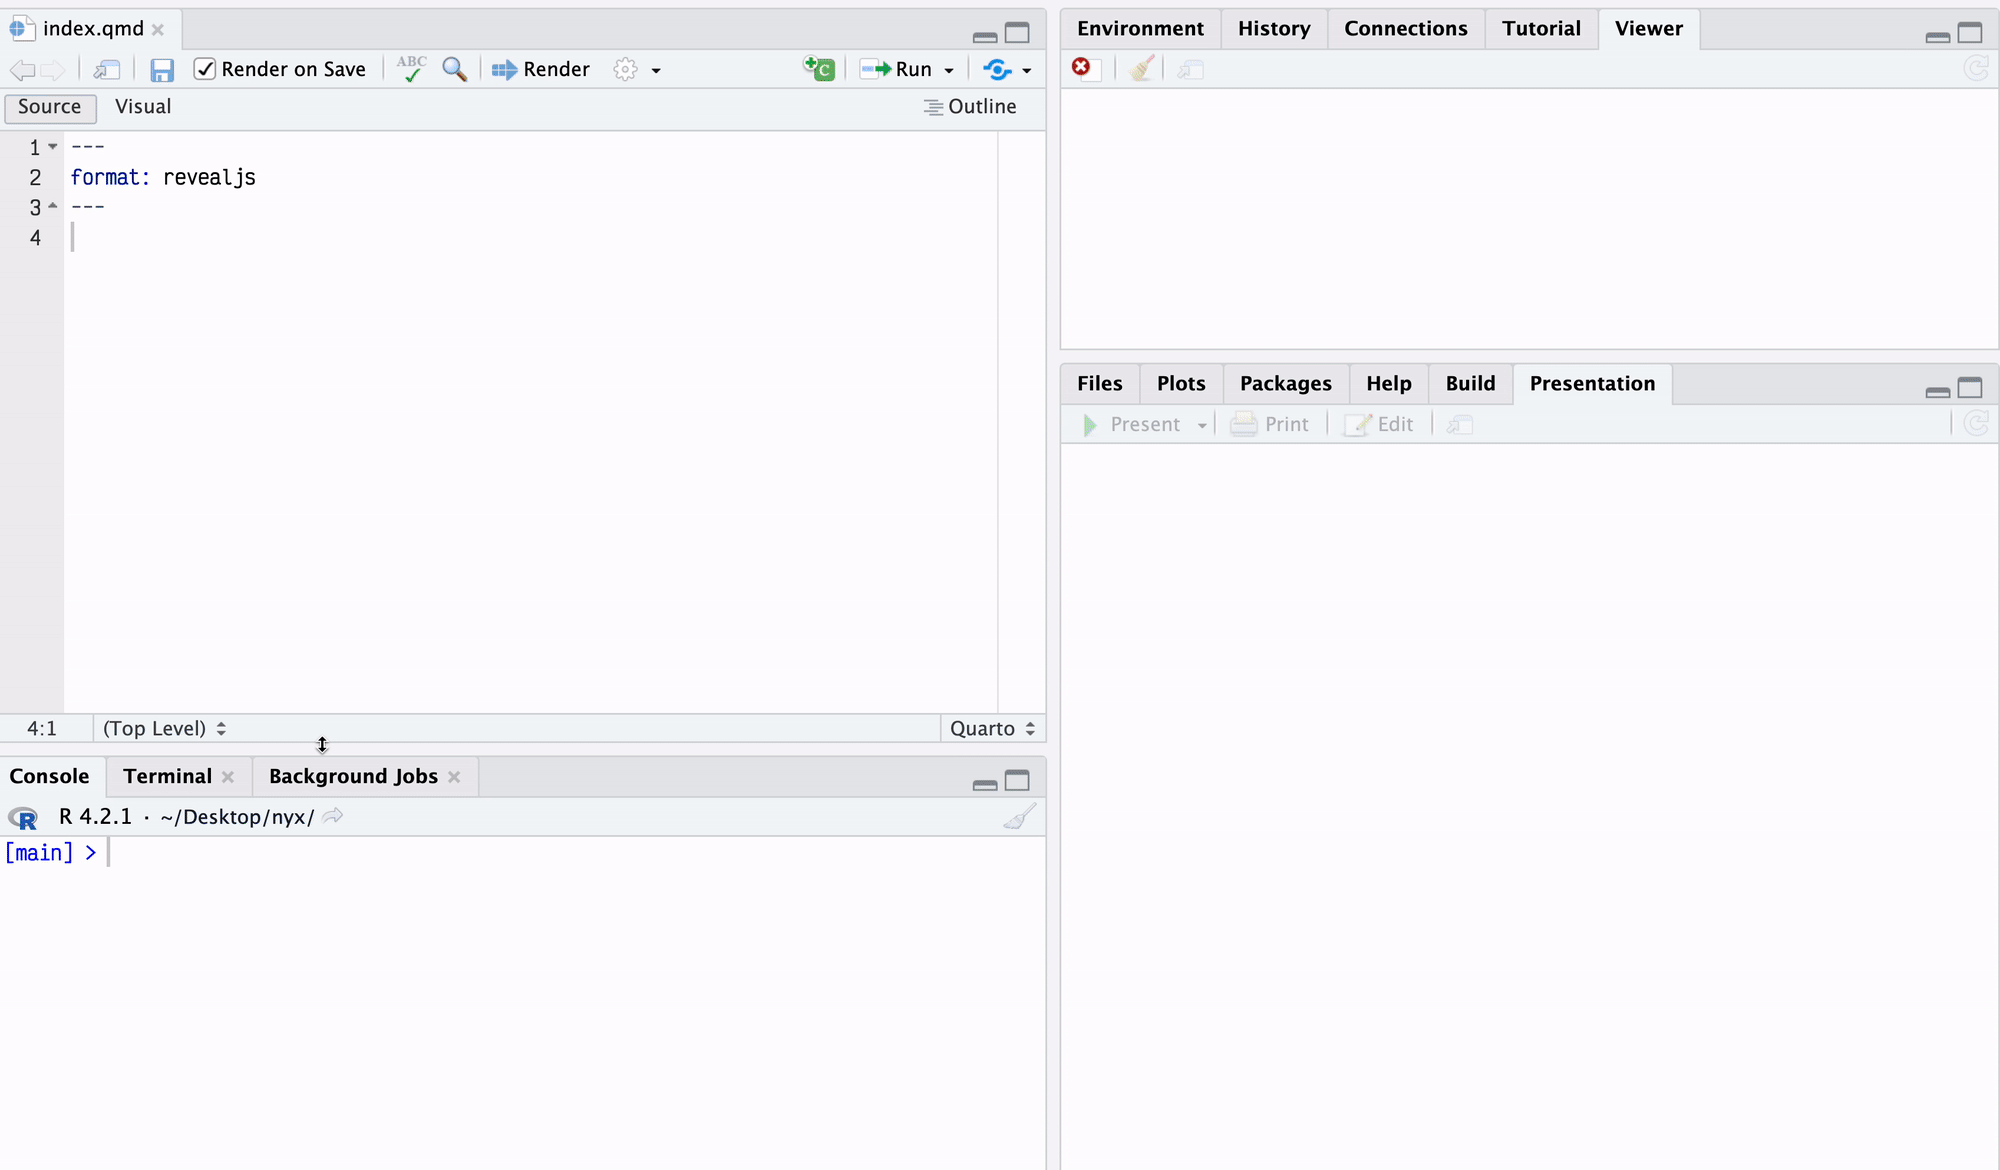 index.qmd
Render on Save ABC Render Run
Source Visual Outline
1 ---
2 format: revealjs
3 ---
4
4:1 (Top Level) Quarto
Console Terminal Background Jobs
R R 4.2.1 · ~/Desktop/nyx/
[main] >
Environment History Connections Tutorial Viewer
Files Plots Packages Help Build Presentation
Present Print Edit